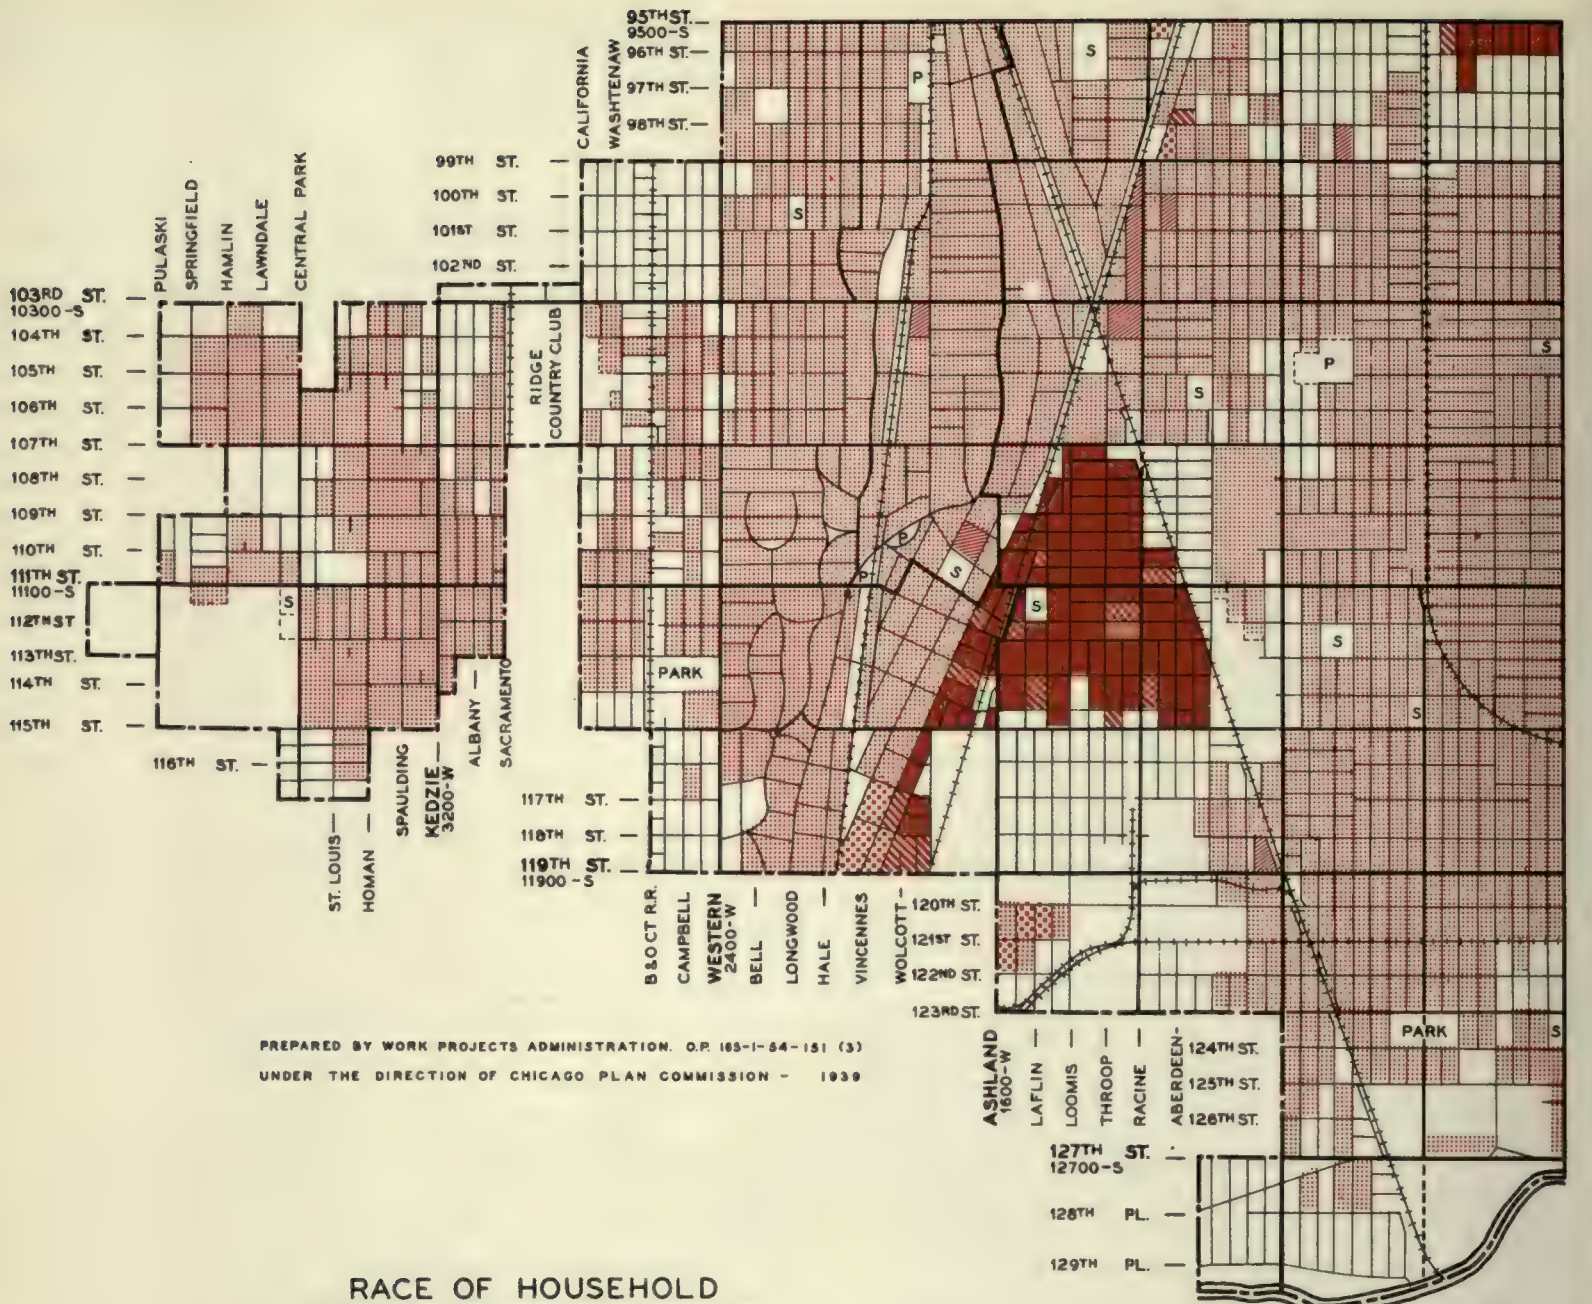 95TH ST.
9500-S
96TH ST.
97TH ST.
98TH ST.
CALIFORNIA
WASHTENAW
99TH ST.
100TH ST.
101ST ST.
102ND ST.
PULASKI
SPRINGFIELD
HAMLIN
LAWNDALE
CENTRAL PARK
103RD ST.
10300-S
104TH ST.
105TH ST.
106TH ST.
107TH ST.
108TH ST.
109TH ST.
110TH ST.
111TH ST.
11100-S
112TH ST
113TH ST.
114TH ST.
115TH ST.
116TH ST.
RIDGE
COUNTRY CLUB
P
S
S
P
S
S
S
P
P
S
S
S
S
S
PARK
ST. LOUIS
HOMAN
SPAULDING
KEDZIE
3200-W
ALBANY
SACRAMENTO
117TH ST.
118TH ST.
119TH ST.
11900-S
B&OCT R.R.
CAMPBELL
WESTERN
2400-W
BELL
LONGWOOD
HALE
VINCENNES
WOLCOTT
120TH ST.
121ST ST.
122ND ST.
123RD ST.
PARK
S
ASHLAND
1600-W
LAFLIN
LOOMIS
THROOP
RACINE
ABERDEEN
124TH ST.
125TH ST.
126TH ST.
127TH ST.
12700-S
128TH PL.
129TH PL.
PREPARED BY WORK PROJECTS ADMINISTRATION. O.P. 165-1-54-151 (3)
UNDER THE DIRECTION OF CHICAGO PLAN COMMISSION - 1939
RACE OF HOUSEHOLD